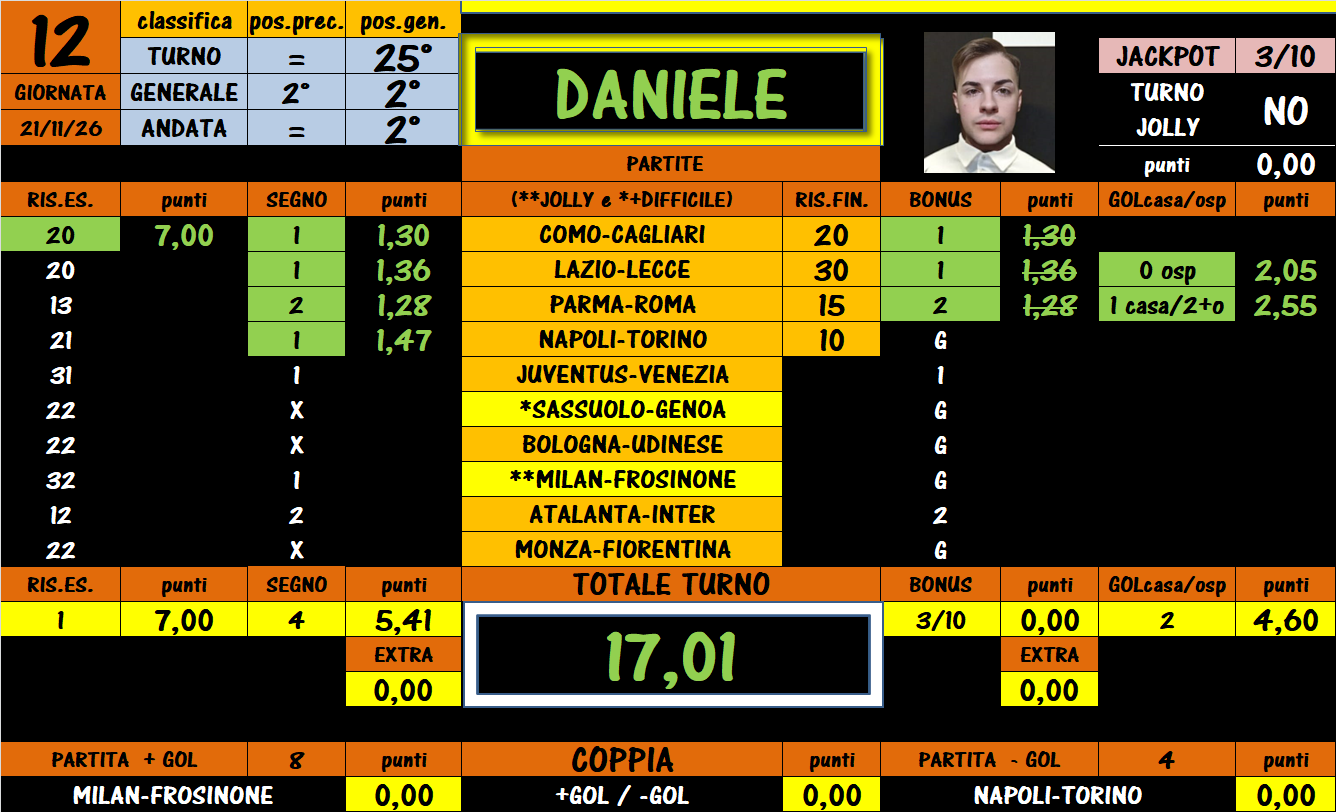 12 classifica pos.prec. pos.gen.
TURNO = 25°
GIORNATA GENERALE 2° 2°
21/11/26 ANDATA = 2°
DANIELE
JACKPOT 3/10
TURNO JOLLY NO
punti 0,00
PARTITE
RIS.ES. punti SEGNO punti (**JOLLY e *+DIFFICILE) RIS.FIN. BONUS punti GOLcasa/osp punti
20 7,00 1 1,30 COMO-CAGLIARI 20 1 1,30
20 1 1,36 LAZIO-LECCE 30 1 1,36 0 osp 2,05
13 2 1,28 PARMA-ROMA 15 2 1,28 1 casa/2+o 2,55
21 1 1,47 NAPOLI-TORINO 10 G
31 1 JUVENTUS-VENEZIA 1
22 X *SASSUOLO-GENOA G
22 X BOLOGNA-UDINESE G
32 1 **MILAN-FROSINONE G
12 2 ATALANTA-INTER 2
22 X MONZA-FIORENTINA G
RIS.ES. punti SEGNO punti TOTALE TURNO BONUS punti GOLcasa/osp punti
1 7,00 4 5,41 17,01 3/10 0,00 2 4,60
EXTRA EXTRA
0,00 0,00
PARTITA + GOL 8 punti COPPIA punti PARTITA - GOL 4 punti
MILAN-FROSINONE 0,00 +GOL / -GOL 0,00 NAPOLI-TORINO 0,00